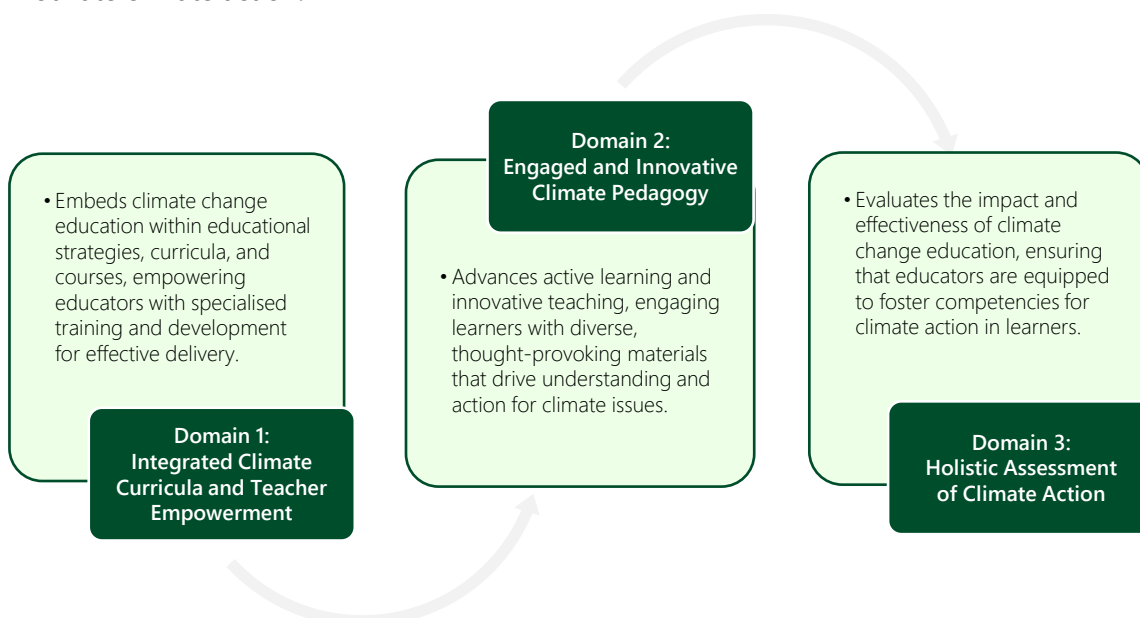 • Embeds climate change
education within educational
strategies, curricula, and
courses, empowering
educators with specialised
training and development
for effective delivery.
Domain 1:
Integrated Climate
Curricula and Teacher
Empowerment
Domain 2:
Engaged and Innovative
Climate Pedagogy
• Advances active learning and
innovative teaching, engaging
learners with diverse,
thought-provoking materials
that drive understanding and
action for climate issues.
• Evaluates the impact and
effectiveness of climate
change education, ensuring
that educators are equipped
to foster competencies for
climate action in learners.
Domain 3:
Holistic Assessment
of Climate Action